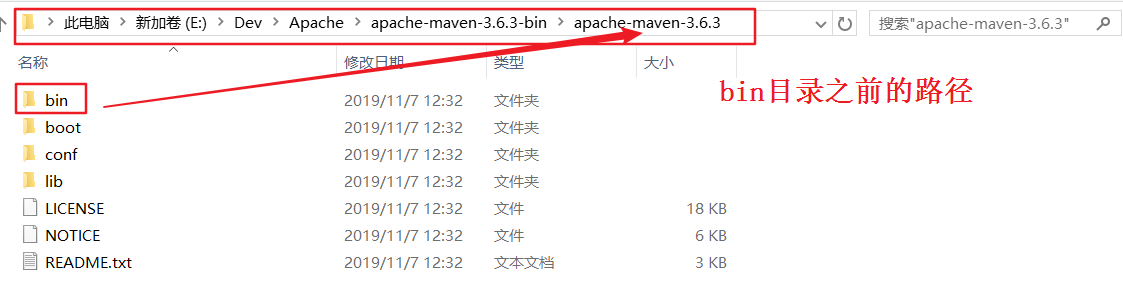 此电脑 > 新加卷 (E:) > Dev > Apache > apache-maven-3.6.3-bin > apache-maven-3.6.3
搜索"apache-maven-3.6.3"
名称 修改日期 类型 大小
bin目录之前的路径
bin 2019/11/7 12:32 文件夹
boot 2019/11/7 12:32 文件夹
conf 2019/11/7 12:32 文件夹
lib 2019/11/7 12:32 文件夹
LICENSE 2019/11/7 12:32 文件 18 KB
NOTICE 2019/11/7 12:32 文件 6 KB
README.txt 2019/11/7 12:32 文本文档 3 KB